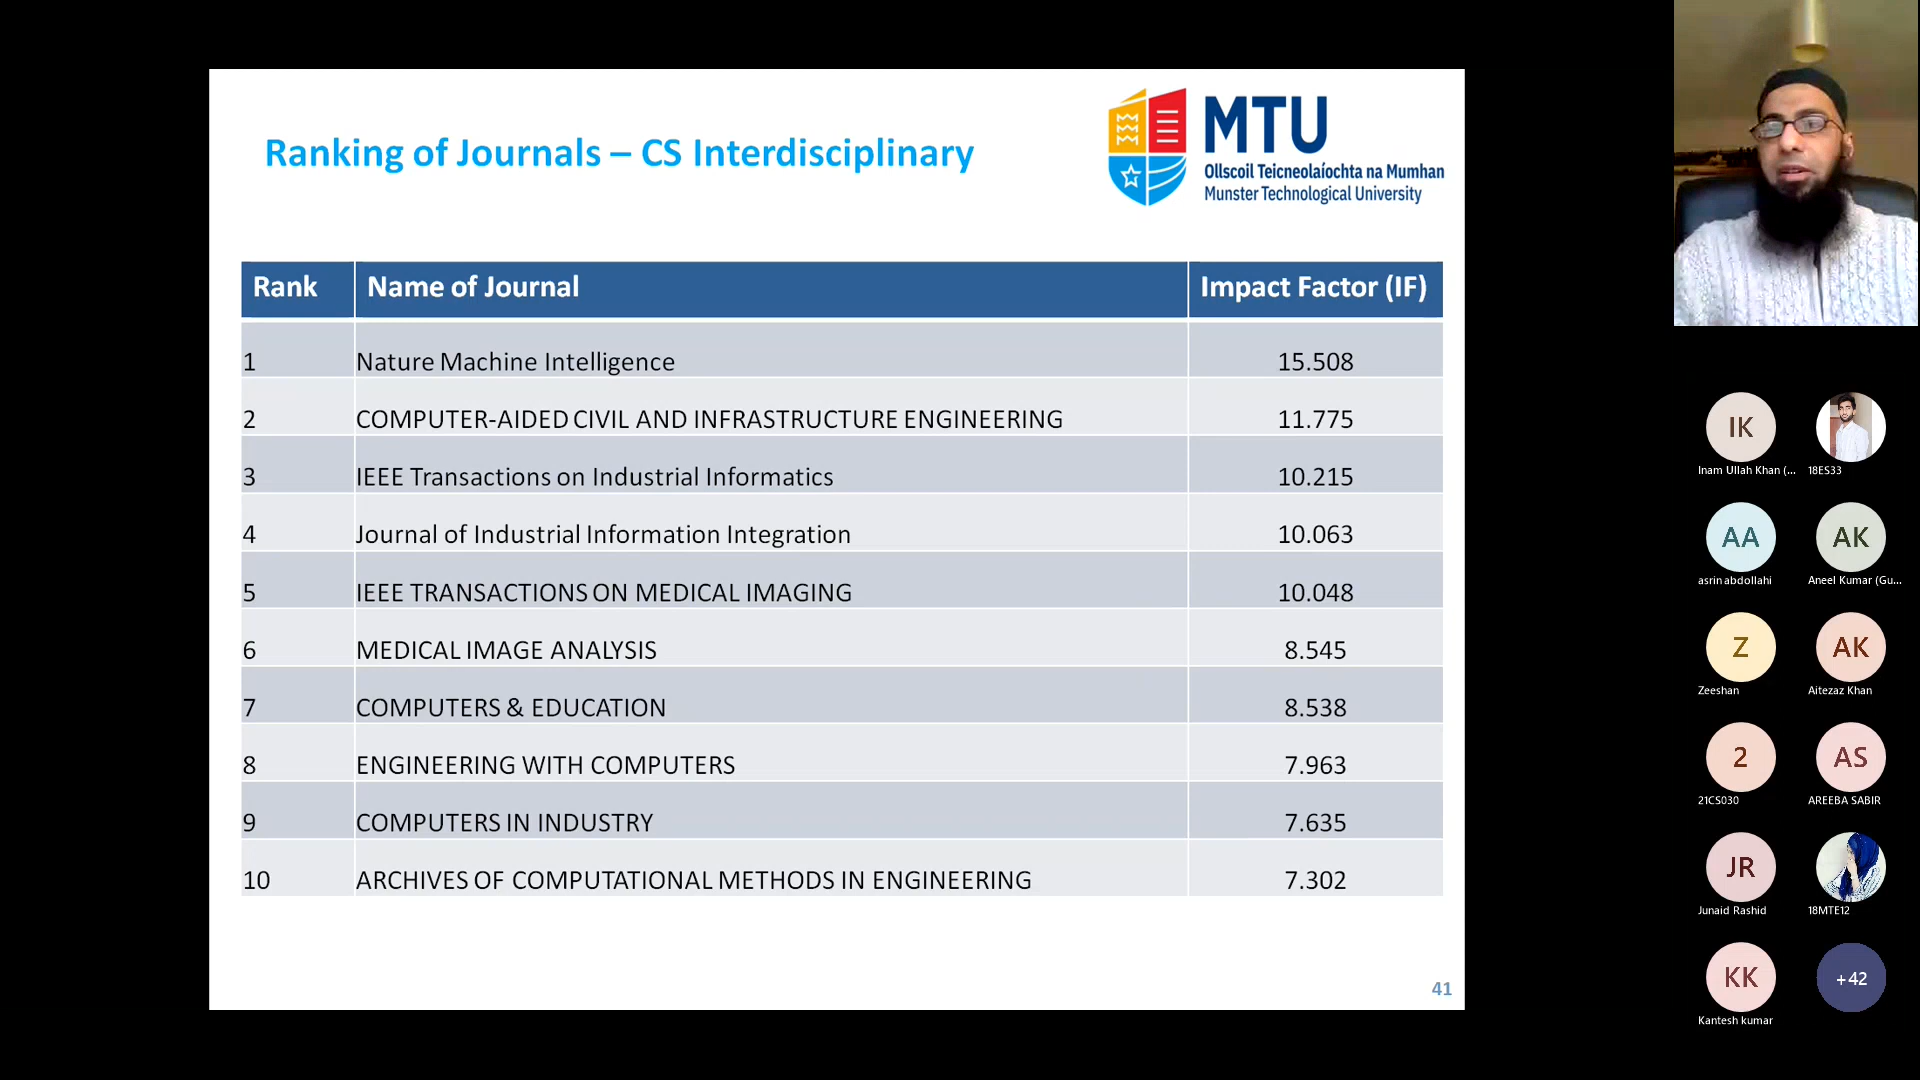 Ranking of Journals – CS Interdisciplinary
MTU
Ollscoil Teicneolaíochta na Mumhan
Munster Technological University
Rank Name of Journal Impact Factor (IF)
1 Nature Machine Intelligence 15.508
2 COMPUTER-AIDED CIVIL AND INFRASTRUCTURE ENGINEERING 11.775
3 IEEE Transactions on Industrial Informatics 10.215
4 Journal of Industrial Information Integration 10.063
5 IEEE TRANSACTIONS ON MEDICAL IMAGING 10.048
6 MEDICAL IMAGE ANALYSIS 8.545
7 COMPUTERS & EDUCATION 8.538
8 ENGINEERING WITH COMPUTERS 7.963
9 COMPUTERS IN INDUSTRY 7.635
10 ARCHIVES OF COMPUTATIONAL METHODS IN ENGINEERING 7.302
41
IK
Inam Ullah Khan (... 18ES33
AA AK
asrin abdollahi Aneel Kumar (Gu...
Z AK
Zeeshan Aitezaz Khan
2 AS
21CS030 AREEBA SABIR
JR
Junaid Rashid 18MTE12
KK +42
Kantesh kumar